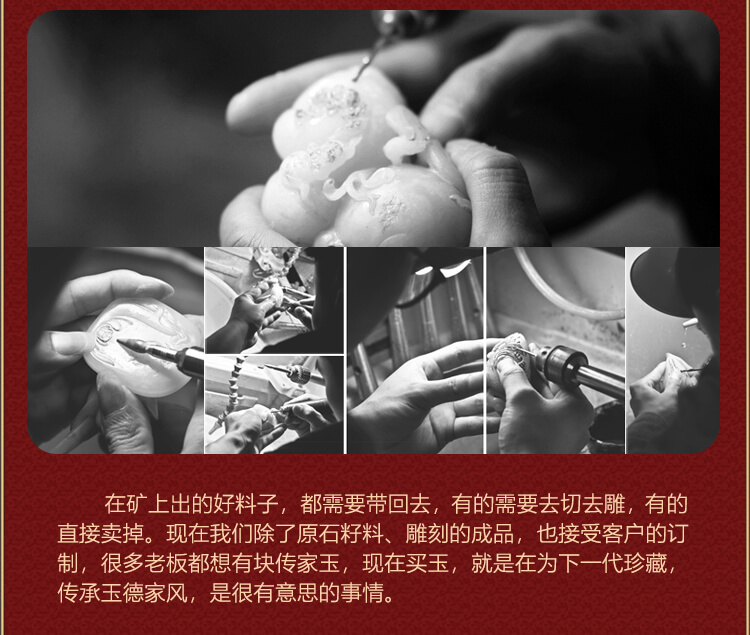 在矿上出的好料子，都需要带回去，有的需要去切去雕，有的
直接卖掉。现在我们除了原石籽料、雕刻的成品，也接受客户的订
制，很多老板都想有块传家玉，现在买玉，就是在为下一代珍藏，
传承玉德家风，是很有意思的事情。